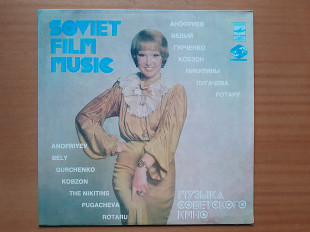 SOVIET
FILM
MUSIC
АНОФРИЕВ
БЕЛЫЙ
ГУРЧЕНКО
КОБЗОН
НИКИТИНЫ
ПУГАЧЕВА
РОТАРУ
ANOFRIYEV
BELY
GURCHENKO
KOBZON
THE NIKITINS
PUGACHEVA
ROTARU
МУЗЫКА
СОВЕТСКОГО
КИНО